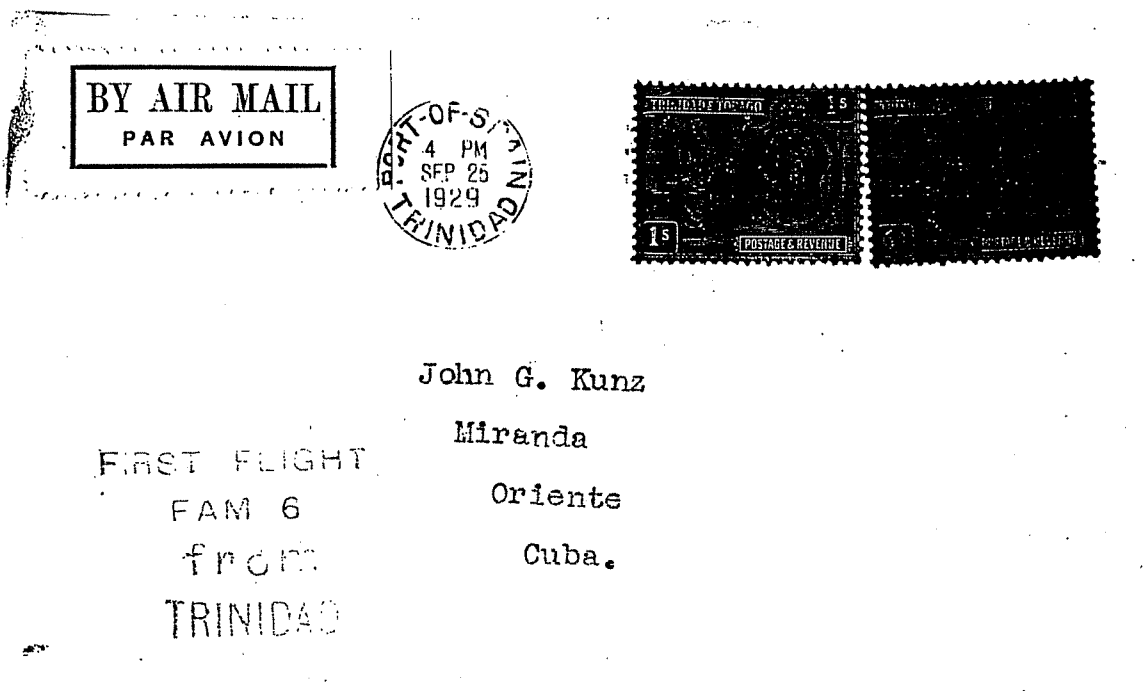 BY AIR MAIL
PAR AVION
PORT-OF-SPAIN
4 PM
SEP 25
1929
TRINIDAD
TRINIDAD & TOBAGO 1s
1s POSTAGE & REVENUE
POSTAGE & REVENUE
John G. Kunz
Miranda
Oriente
Cuba.
FIRST FLIGHT
FAM 6
from
TRINIDAD